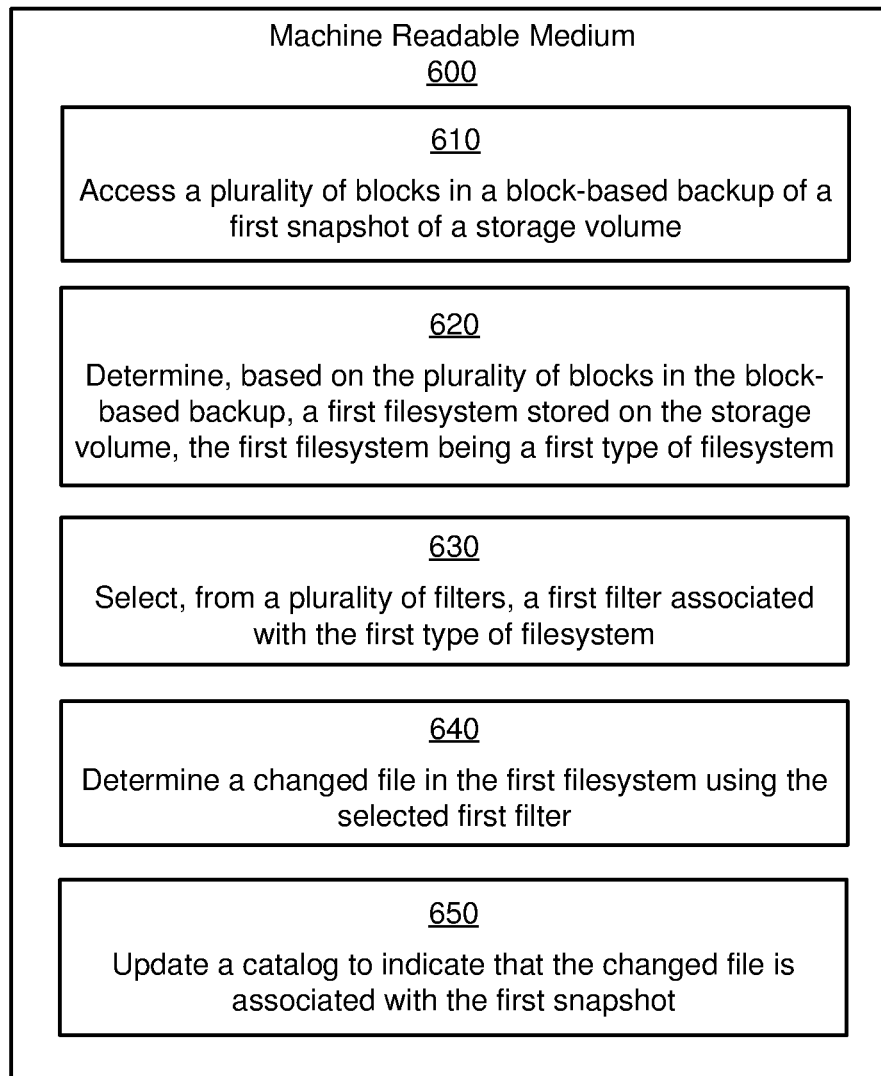 Machine Readable Medium
600
610
Access a plurality of blocks in a block-based backup of a
first snapshot of a storage volume
620
Determine, based on the plurality of blocks in the block-
based backup, a first filesystem stored on the storage
volume, the first filesystem being a first type of filesystem
630
Select, from a plurality of filters, a first filter associated
with the first type of filesystem
640
Determine a changed file in the first filesystem using the
selected first filter
650
Update a catalog to indicate that the changed file is
associated with the first snapshot